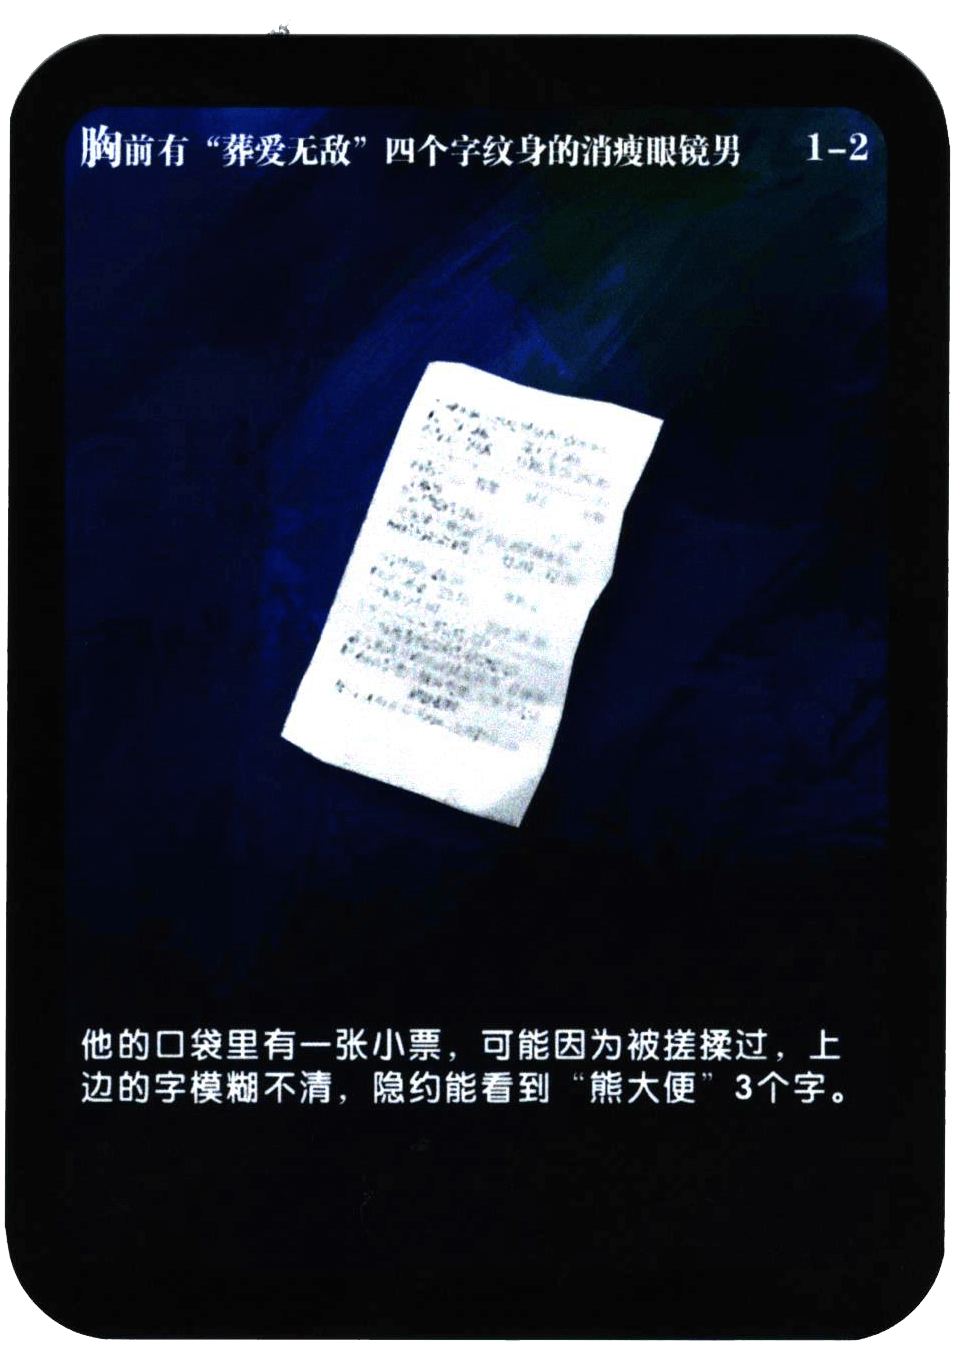 胸前有“葬爱无敌”四个字纹身的消瘦眼镜男 1-2
他的口袋里有一张小票，可能因为被搓揉过，上
边的字模糊不清，隐约能看到“熊大便”3个字。